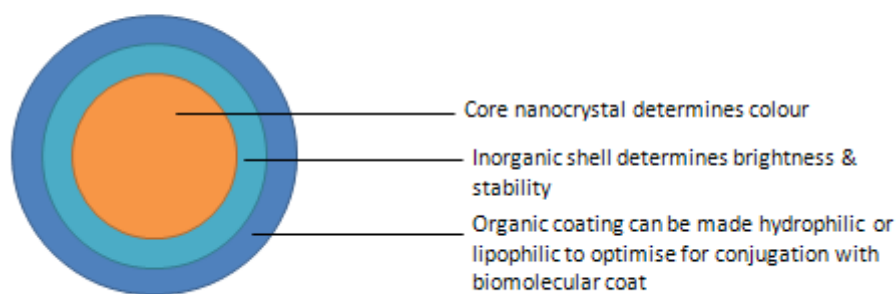 Core nanocrystal determines colour
Inorganic shell determines brightness &
stability
Organic coating can be made hydrophilic or
lipophilic to optimise for conjugation with
biomolecular coat